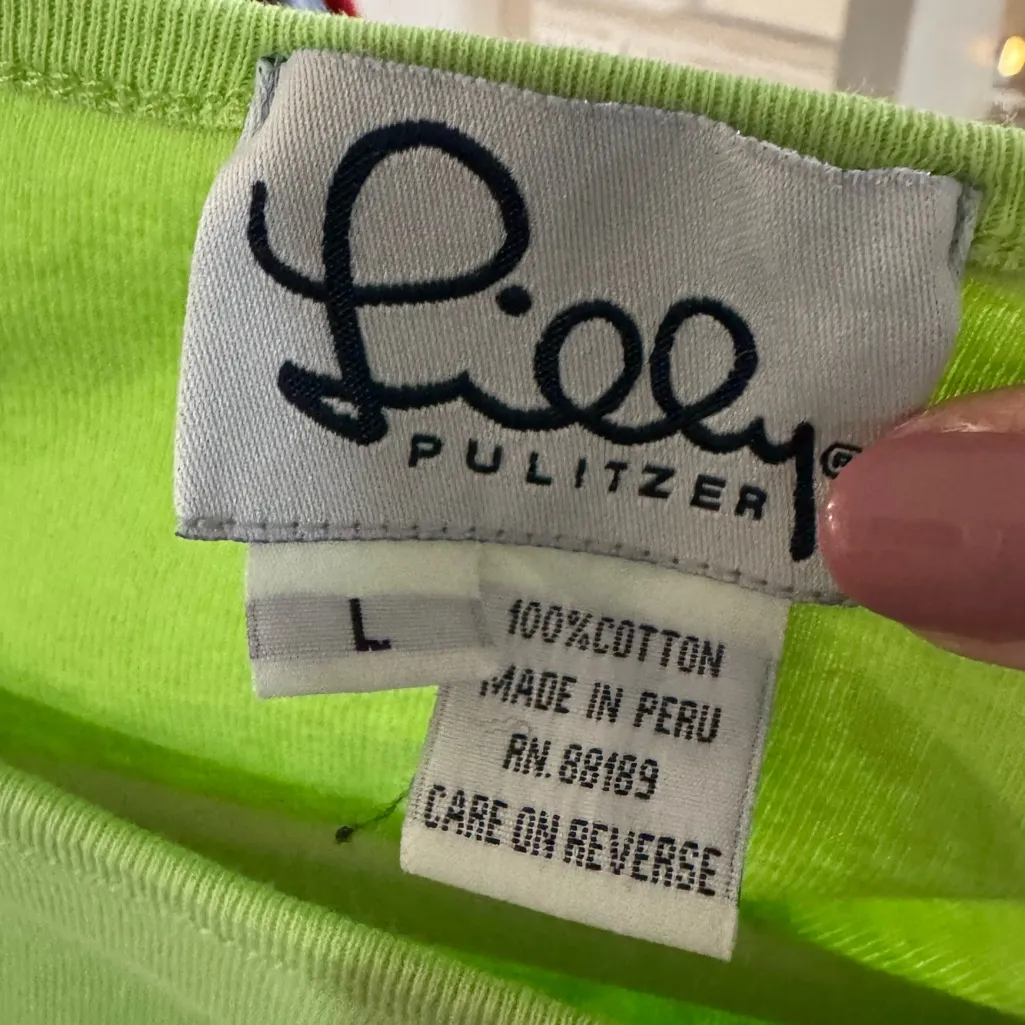 Lilly
PULITZER ®
L
100%COTTON
MADE IN PERU
RN.88189
CARE ON REVERSE